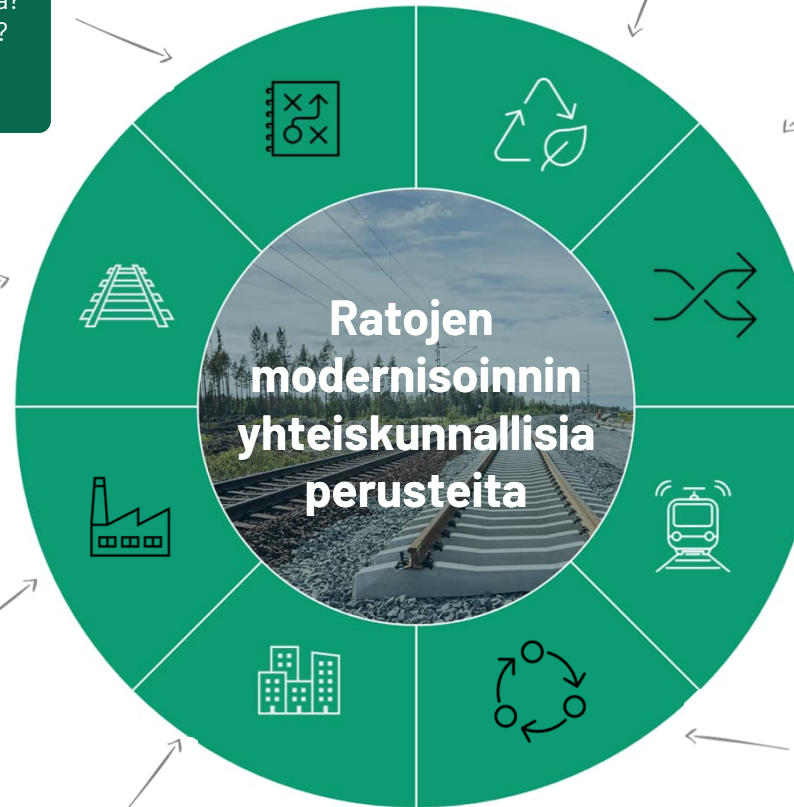 ?
Ratojen
modernisoinnin
yhteiskunnallisia
perusteita